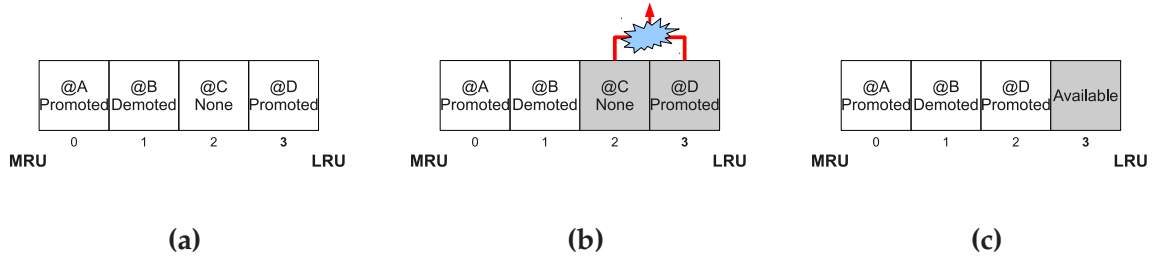 @A @B @C @D
Promoted Demoted None Promoted
0 1 2 3
MRU LRU
(a)
@A @B @C @D
Promoted Demoted None Promoted
0 1 2 3
MRU LRU
(b)
@A @B @D Available
Promoted Demoted Promoted
0 1 2 3
MRU LRU
(c)